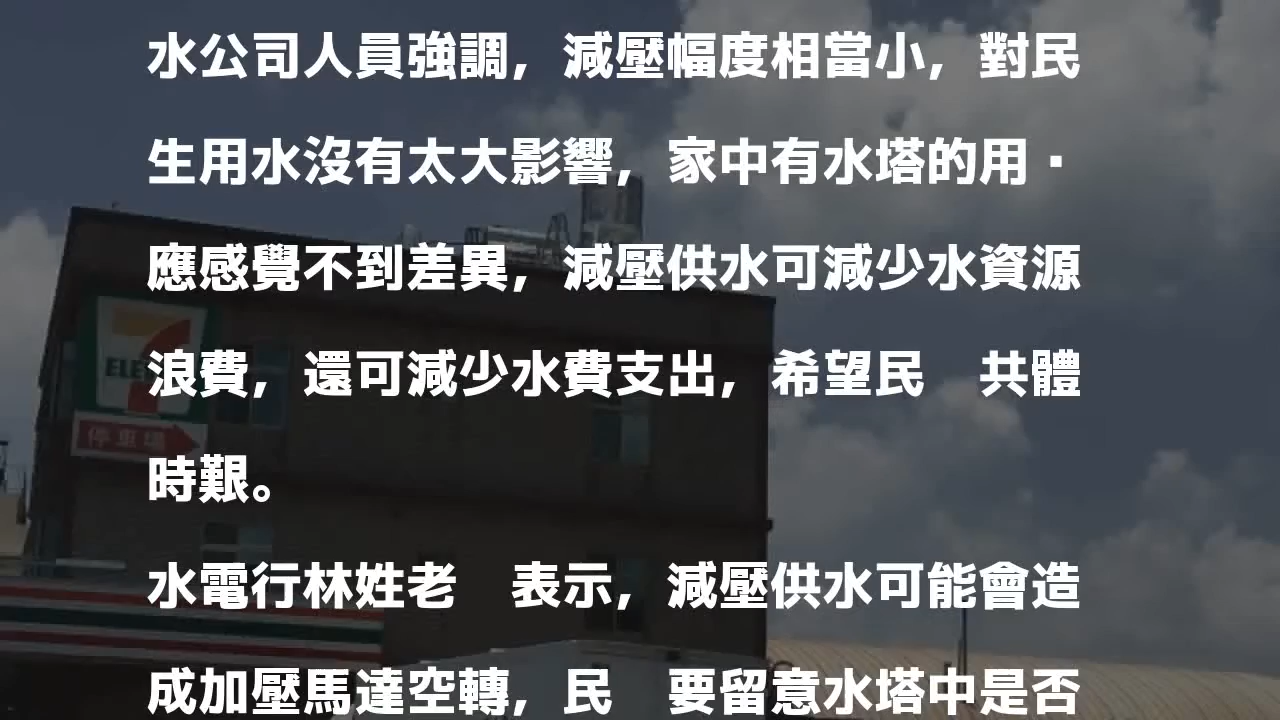 水公司人員強調，減壓幅度相當小，對民
生用水沒有太大影響，家中有水塔的用·
應感覺不到差異，減壓供水可減少水資源
浪費，還可減少水費支出，希望民　共體
時艱。
水電行林姓老　表示，減壓供水可能會造
成加壓馬達空轉，民　要留意水塔中是否
7
ELE
停車場